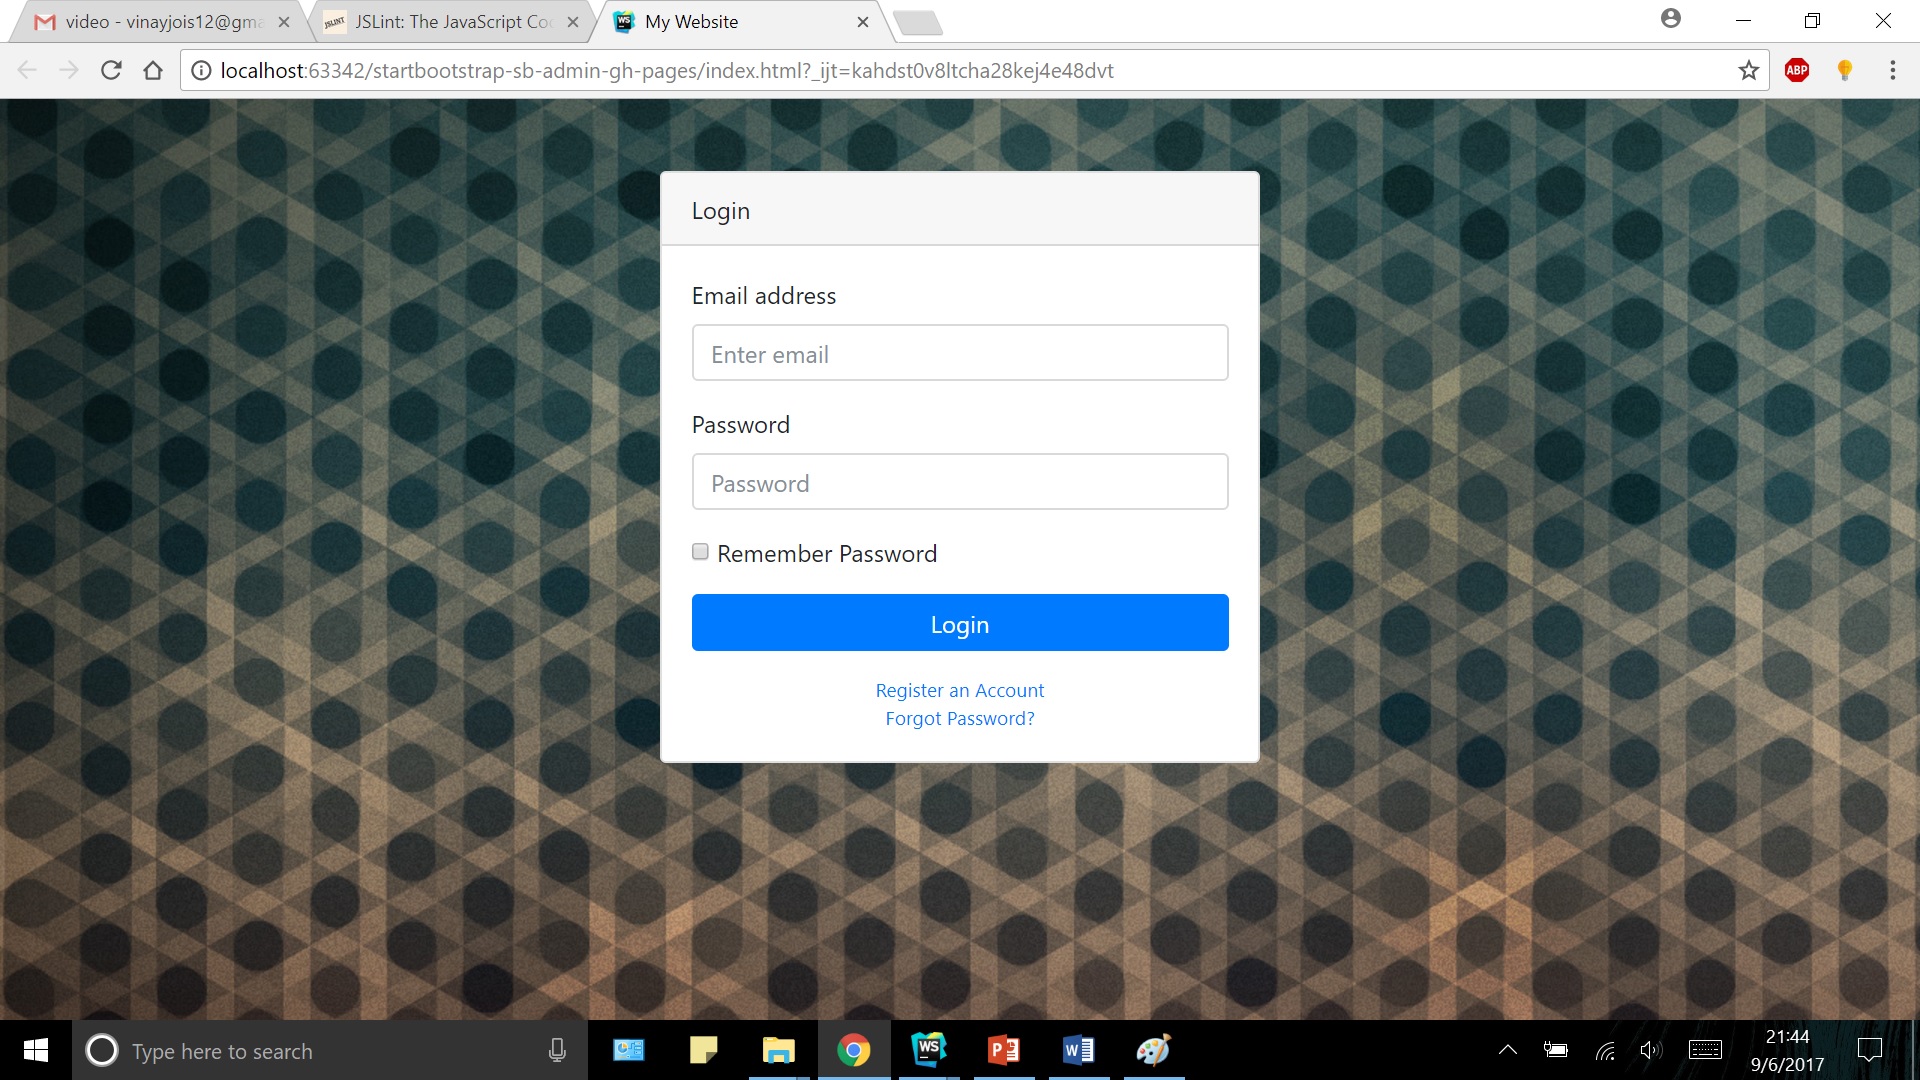 video - vinayjois12@gma
JSLint: The JavaScript Co
My Website
localhost:63342/startbootstrap-sb-admin-gh-pages/index.html?_ijt=kahdst0v8ltcha28kej4e48dvt
ABP
Login
Email address
Enter email
Password
Password
Remember Password
Login
Register an Account
Forgot Password?
Type here to search
WS
P
W
21:44
9/6/2017